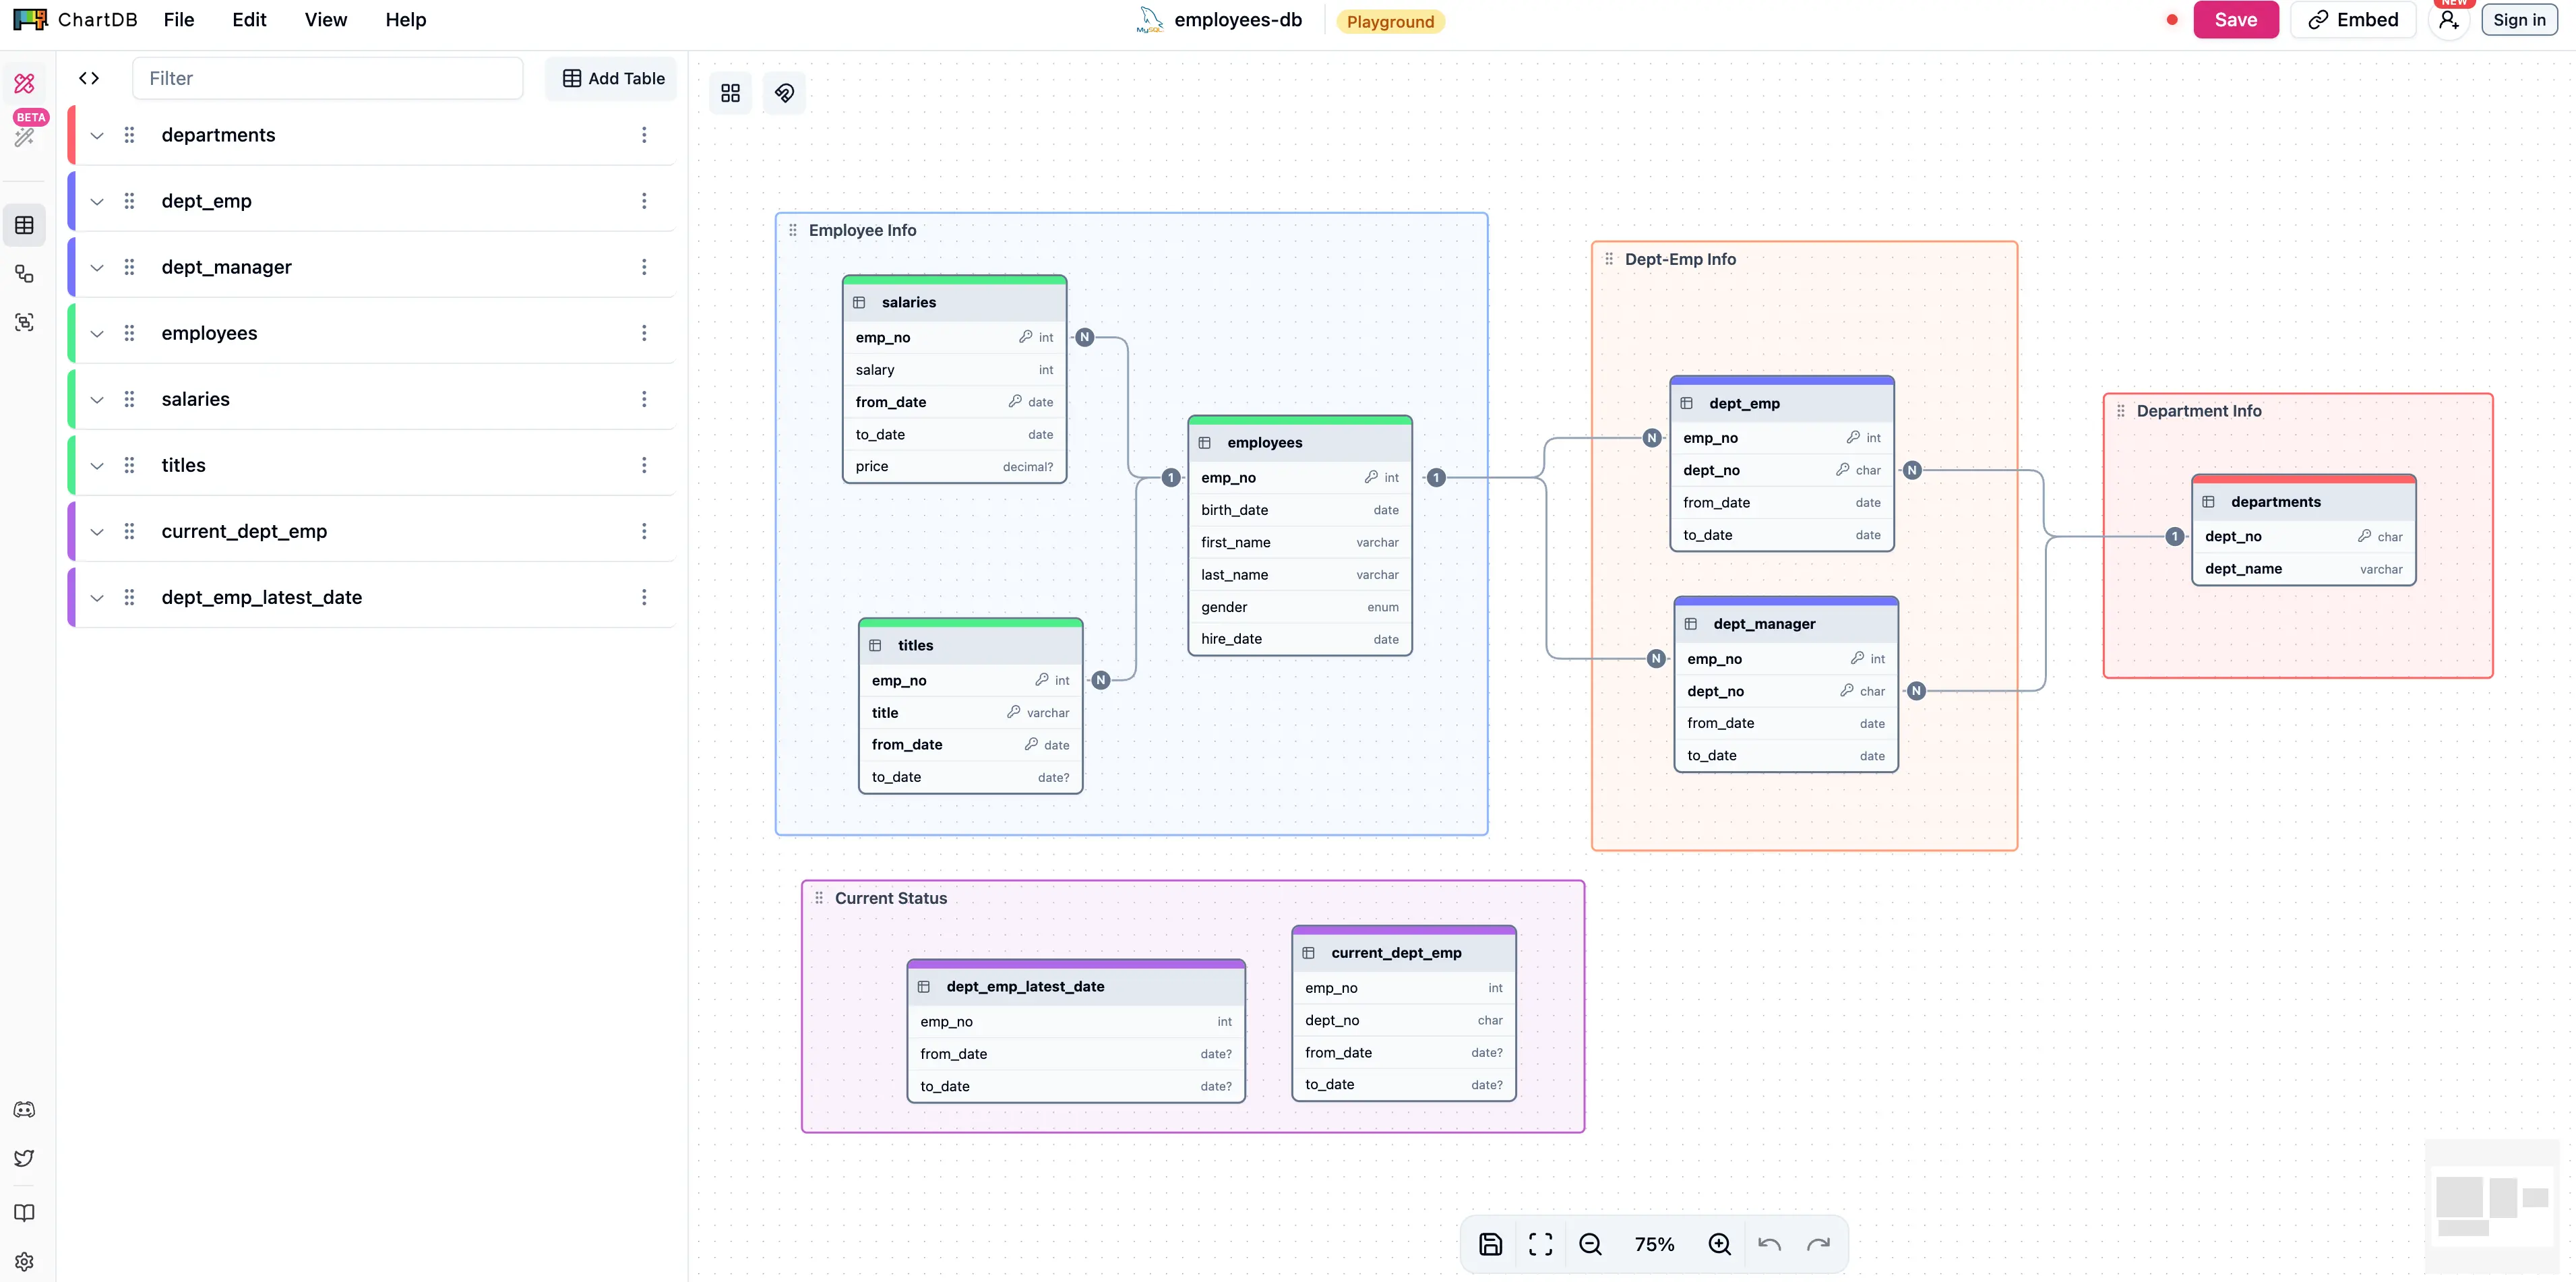 ChartDB File Edit View Help
MySQL employees-db Playground
Save Embed NEW Sign in
BETA
Filter Add Table
departments
dept_emp
dept_manager
employees
salaries
titles
current_dept_emp
dept_emp_latest_date
Employee Info
salaries
emp_no int
salary int
from_date date
to_date date
price decimal?
N
titles
emp_no int
title varchar
from_date date
to_date date?
N
1
employees
emp_no int
birth_date date
first_name varchar
last_name varchar
gender enum
hire_date date
1
Dept-Emp Info
N
dept_emp
emp_no int
dept_no char
from_date date
to_date date
N
N
dept_manager
emp_no int
dept_no char
from_date date
to_date date
N
Department Info
1
departments
dept_no char
dept_name varchar
Current Status
dept_emp_latest_date
emp_no int
from_date date?
to_date date?
current_dept_emp
emp_no int
dept_no char
from_date date?
to_date date?
75%